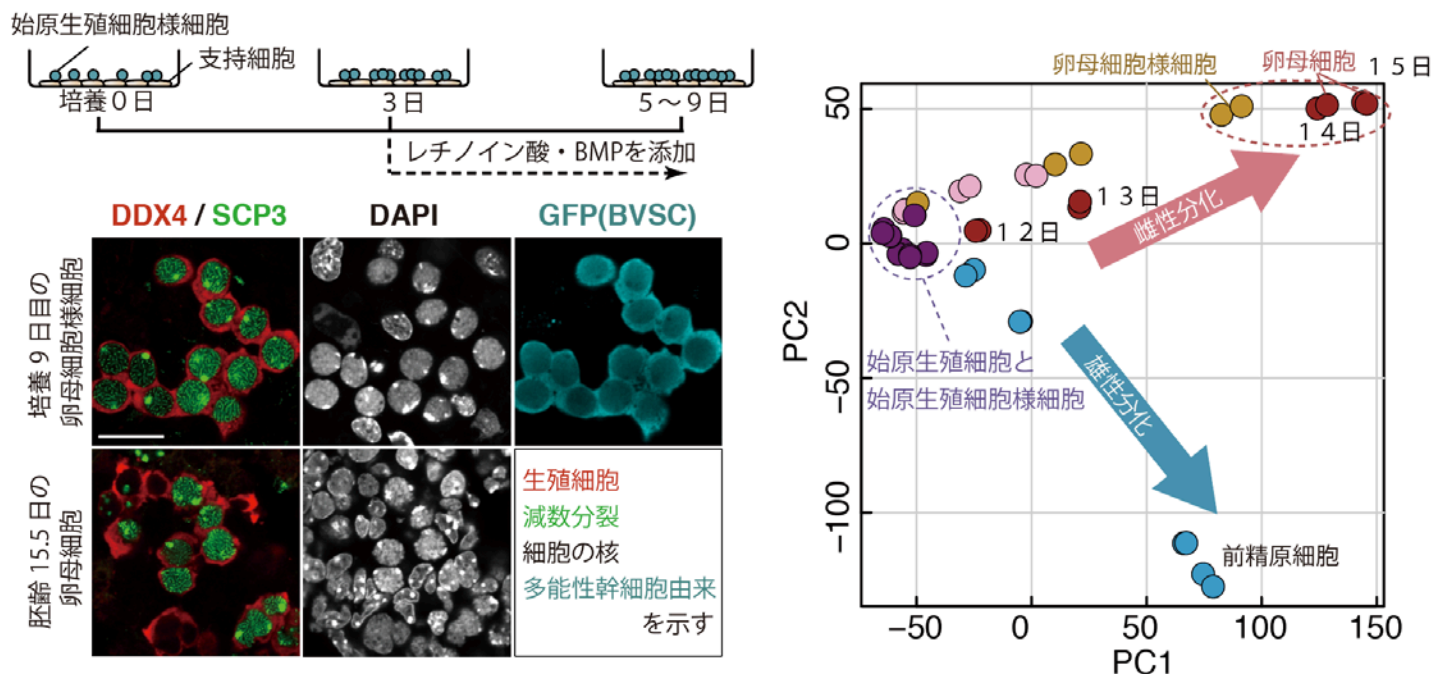 始原生殖細胞様細胞
支持細胞
培養０日
３日
５〜９日
レチノイン酸・BMPを添加
DDX4 / SCP3
DAPI
GFP(BVSC)
培養 9 日目の
卵母細胞様細胞
胚齢 15.5 日の
卵母細胞
生殖細胞
減数分裂
細胞の核
多能性幹細胞由来
を示す
卵母細胞様細胞
卵母細胞
１５日
１４日
１３日
１２日
雌性分化
雄性分化
始原生殖細胞と
始原生殖細胞様細胞
前精原細胞
50
0
−50
−100
PC2
−50
0
50
100
150
PC1